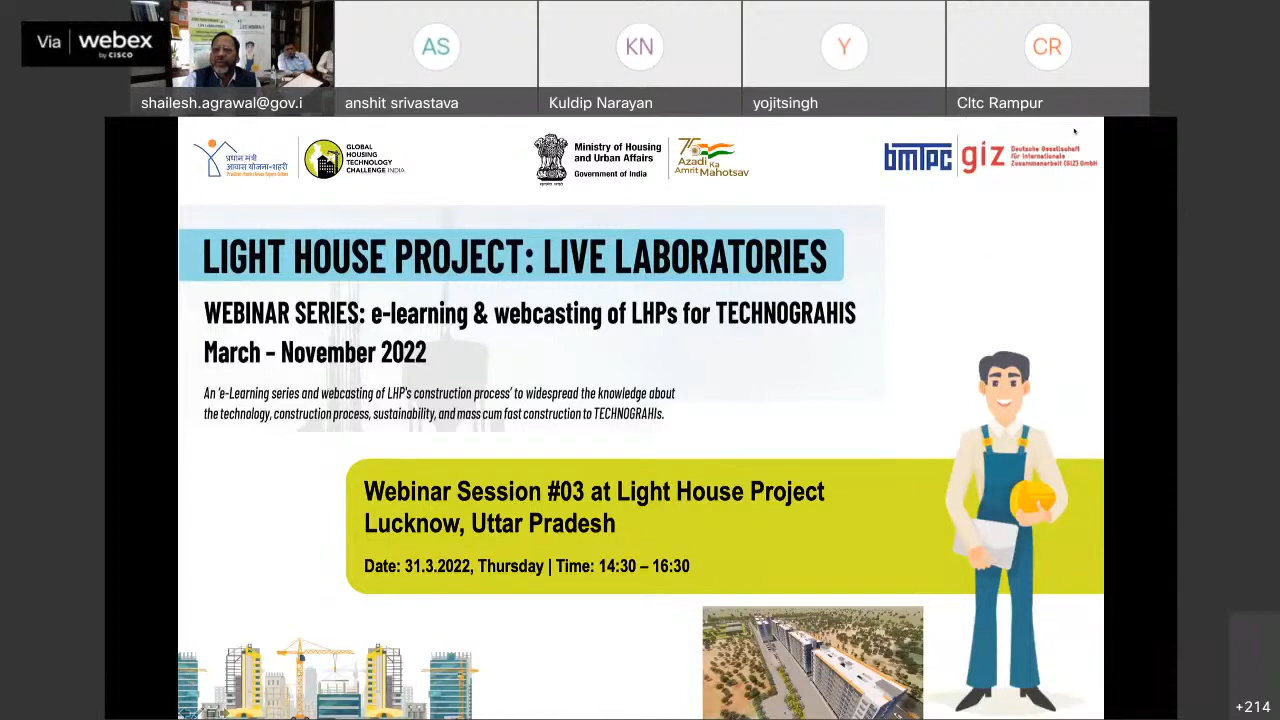 Via webex
by CISCO
AS
KN
Y
CR
shailesh.agrawal@gov.i
anshit srivastava
Kuldip Narayan
yojitsingh
Cltc Rampur
प्रधान मंत्री
आवास योजना-शहरी
GLOBAL
HOUSING
TECHNOLOGY
CHALLENGE INDIA
Ministry of Housing
and Urban Affairs
Government of India
75
Azadi Ka
Amrit Mahotsav
bmtpc
giz
Deutsche Gesellschaft
für Internationale
Zusammenarbeit (GIZ) GmbH
LIGHT HOUSE PROJECT: LIVE LABORATORIES
WEBINAR SERIES: e-learning & webcasting of LHPs for TECHNOGRAHIS
March – November 2022
An 'e-Learning series and webcasting of LHP's construction process' to widespread the knowledge about
the technology, construction process, sustainability, and mass cum fast construction to TECHNOGRAHIs.
Webinar Session #03 at Light House Project
Lucknow, Uttar Pradesh
Date: 31.3.2022, Thursday | Time: 14:30 – 16:30
+214